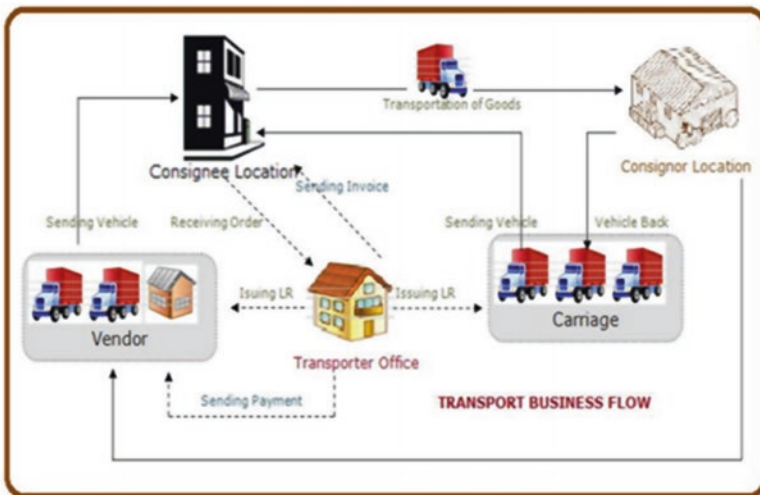 Transportation of Goods
Consignee Location
Consignor Location
Sending Invoice
Sending Vehicle
Receiving Order
Sending Vehicle
Vehicle Back
Issuing LR
Issuing LR
Vendor
Carriage
Transporter Office
Sending Payment
TRANSPORT BUSINESS FLOW